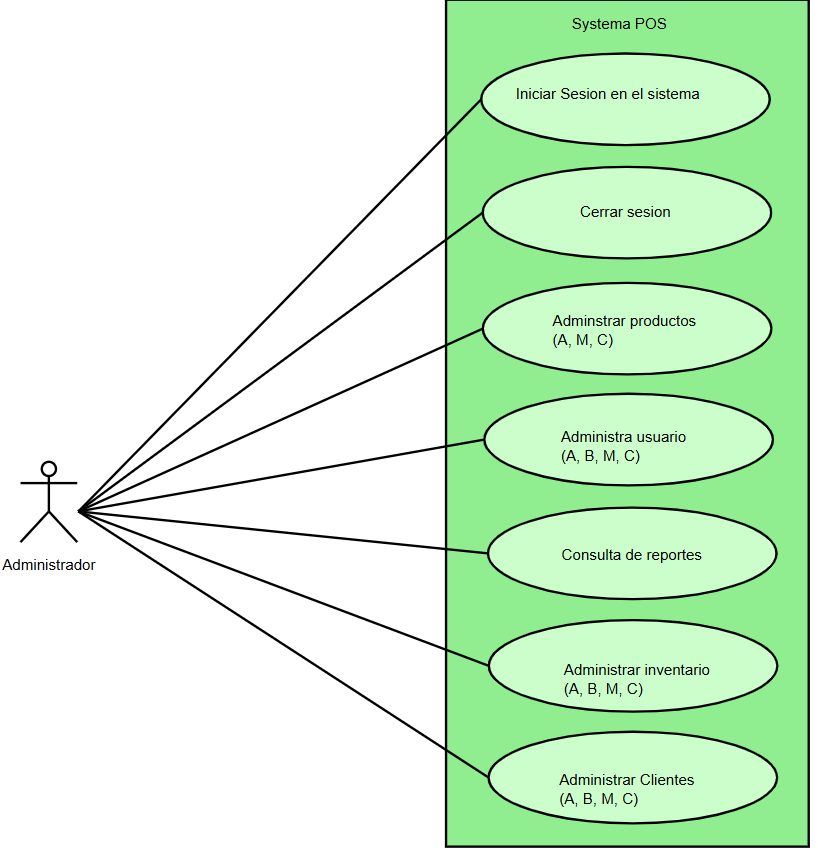 Systema POS
Iniciar Sesion en el sistema
Cerrar sesion
Adminstrar productos
(A, M, C)
Administra usuario
(A, B, M, C)
Consulta de reportes
Administrar inventario
(A, B, M, C)
Administrar Clientes
(A, B, M, C)
Administrador